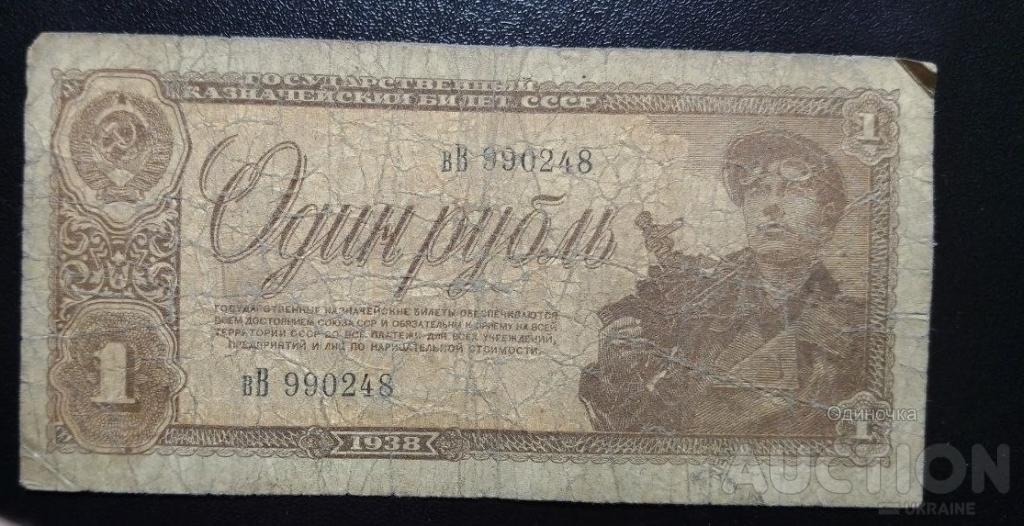 ГОСУДАРСТВЕННЫЙ
КАЗНАЧЕЙСКИЙ БИЛЕТ СССР
1
вВ 990248
Один рубль
ГОСУДАРСТВЕННЫЕ КАЗНАЧЕЙСКИЕ БИЛЕТЫ ОБЕСПЕЧИВАЮТСЯ
ВСЕМ ДОСТОЯНИЕМ СОЮЗА ССР И ОБЯЗАТЕЛЬНЫ К ПРИЕМУ НА ВСЕЙ
ТЕРРИТОРИИ СССР ВО ВСЕ ПЛАТЕЖИ ДЛЯ ВСЕХ УЧРЕЖДЕНИЙ,
ПРЕДПРИЯТИЙ И ЛИЦ ПО НАРИЦАТЕЛЬНОЙ СТОИМОСТИ.
1
вВ 990248
1938
Одиночка
1
AUCTION
UKRAINE